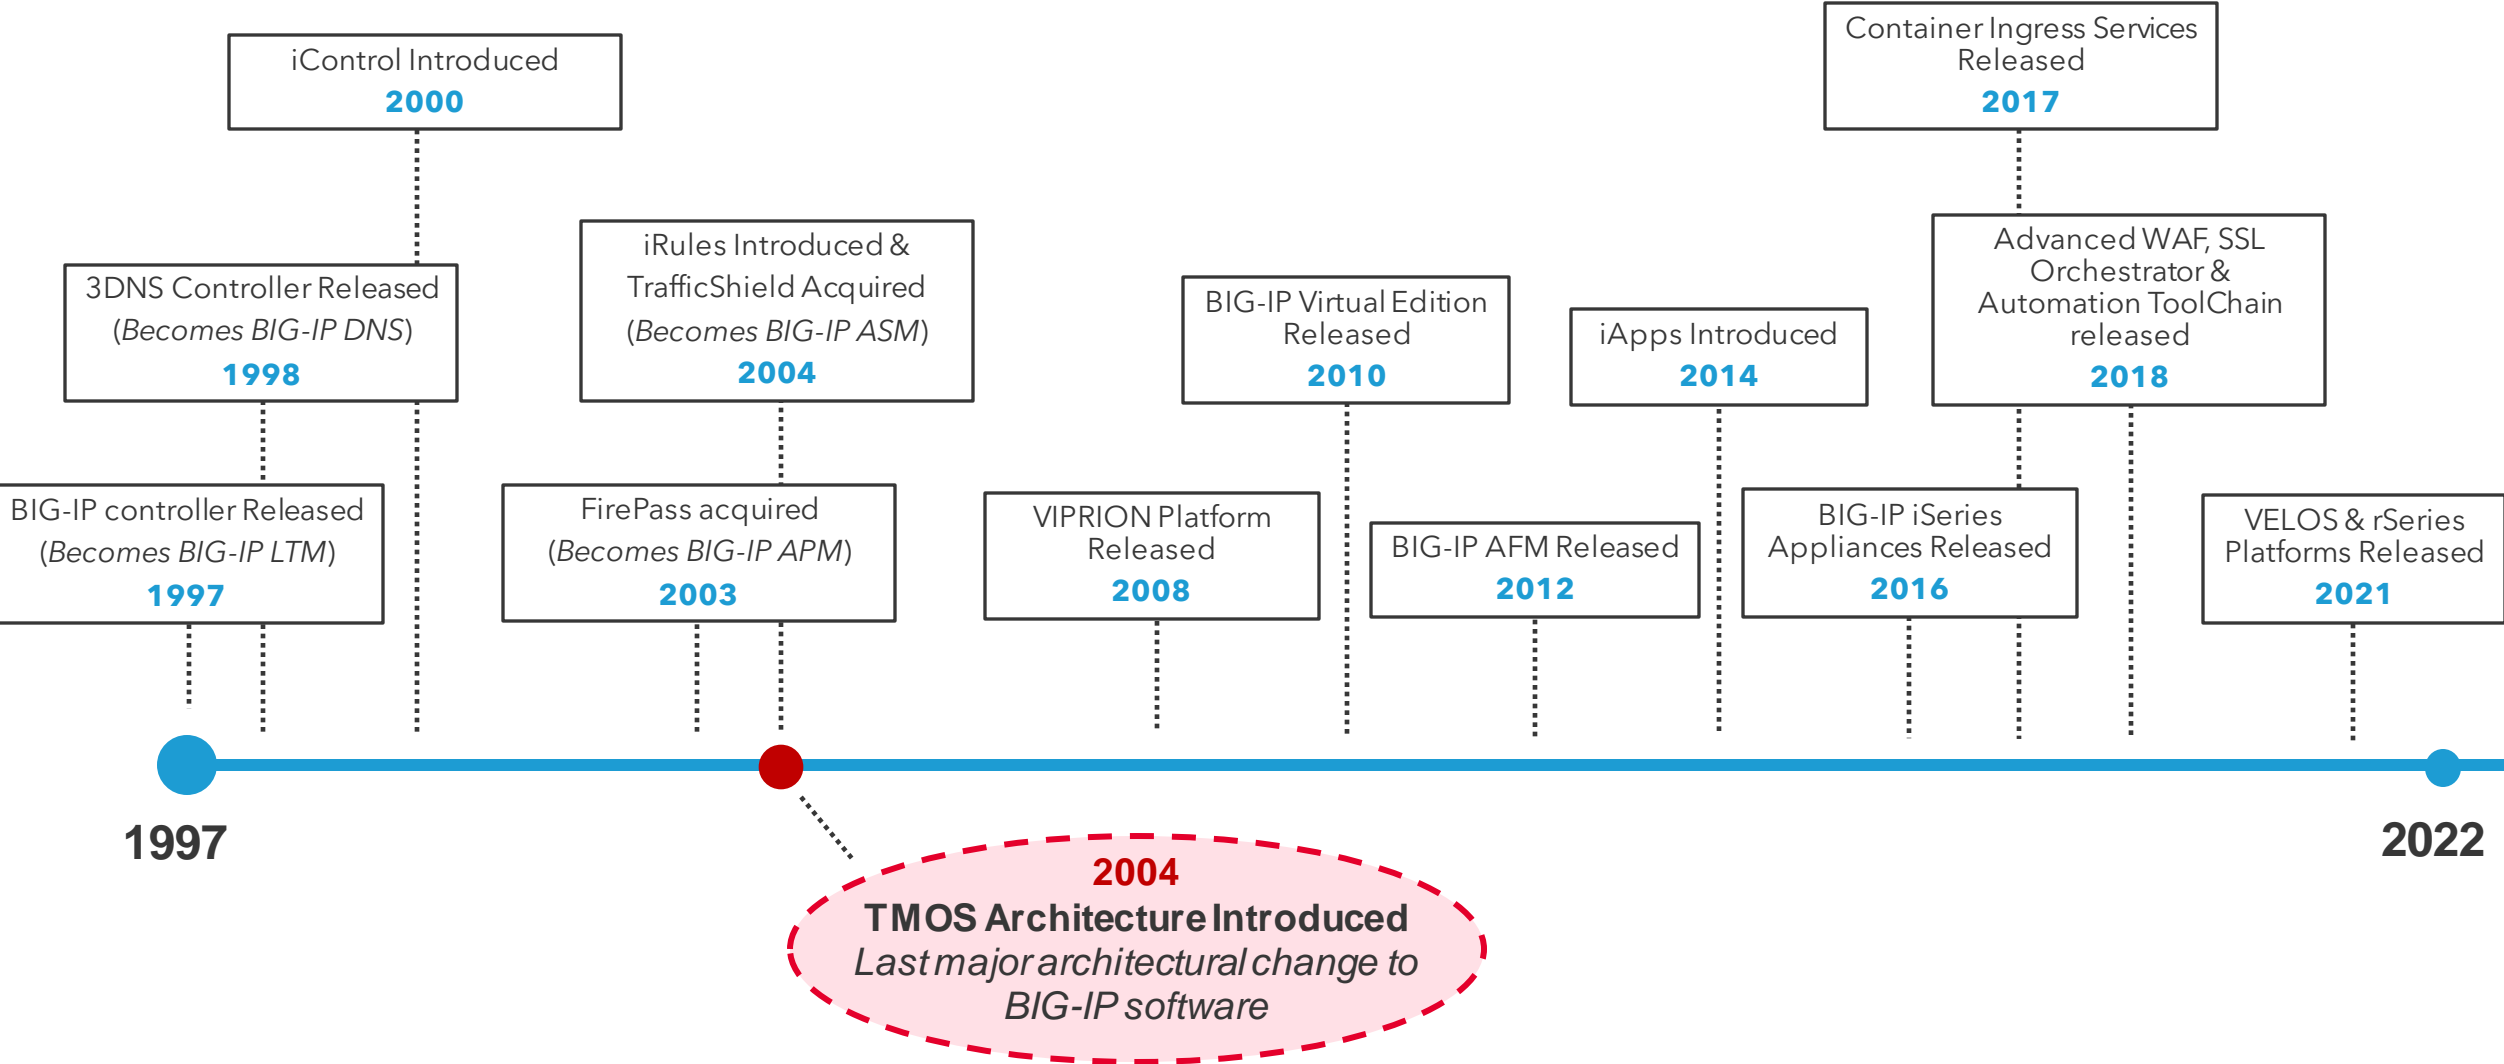 iControl Introduced
2000
Container Ingress Services
Released
2017
3DNS Controller Released
(Becomes BIG-IP DNS)
1998
iRules Introduced &
TrafficShield Acquired
(Becomes BIG-IP ASM)
2004
BIG-IP Virtual Edition
Released
2010
iApps Introduced
2014
Advanced WAF, SSL
Orchestrator &
Automation ToolChain
released
2018
BIG-IP controller Released
(Becomes BIG-IP LTM)
1997
FirePass acquired
(Becomes BIG-IP APM)
2003
VIPRION Platform
Released
2008
BIG-IP AFM Released
2012
BIG-IP iSeries
Appliances Released
2016
VELOS & rSeries
Platforms Released
2021
1997
2022
2004
TMOS Architecture Introduced
Last major architectural change to
BIG-IP software